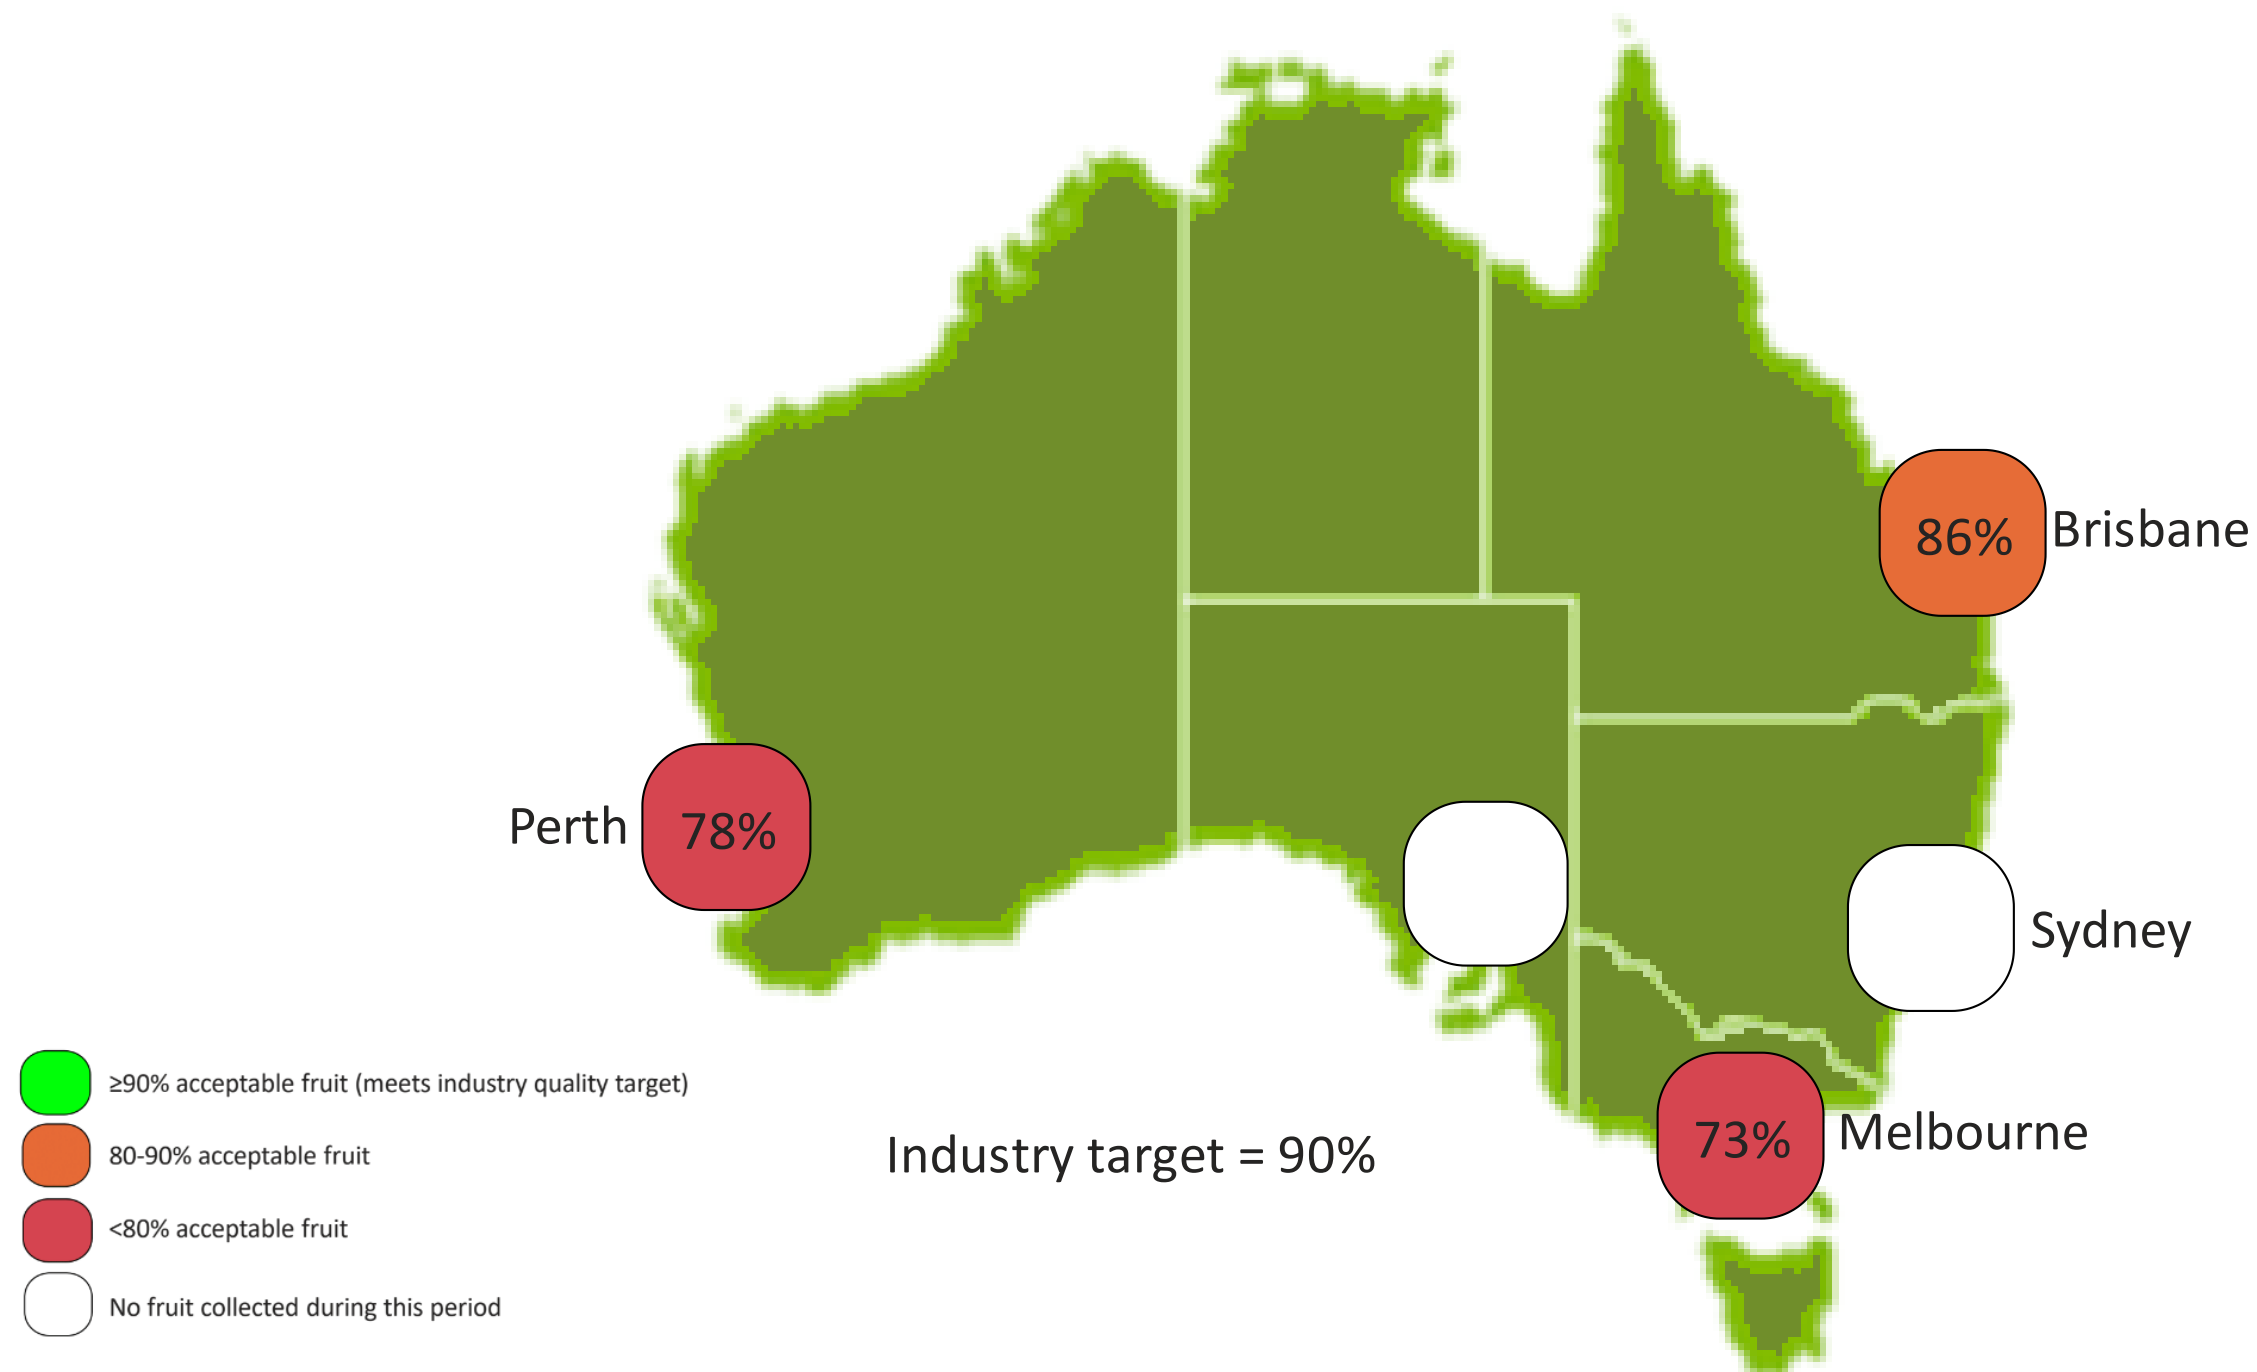 86%
Brisbane
Perth
78%
Sydney
≥90% acceptable fruit (meets industry quality target)
80-90% acceptable fruit
<80% acceptable fruit
No fruit collected during this period
Industry target = 90%
73%
Melbourne